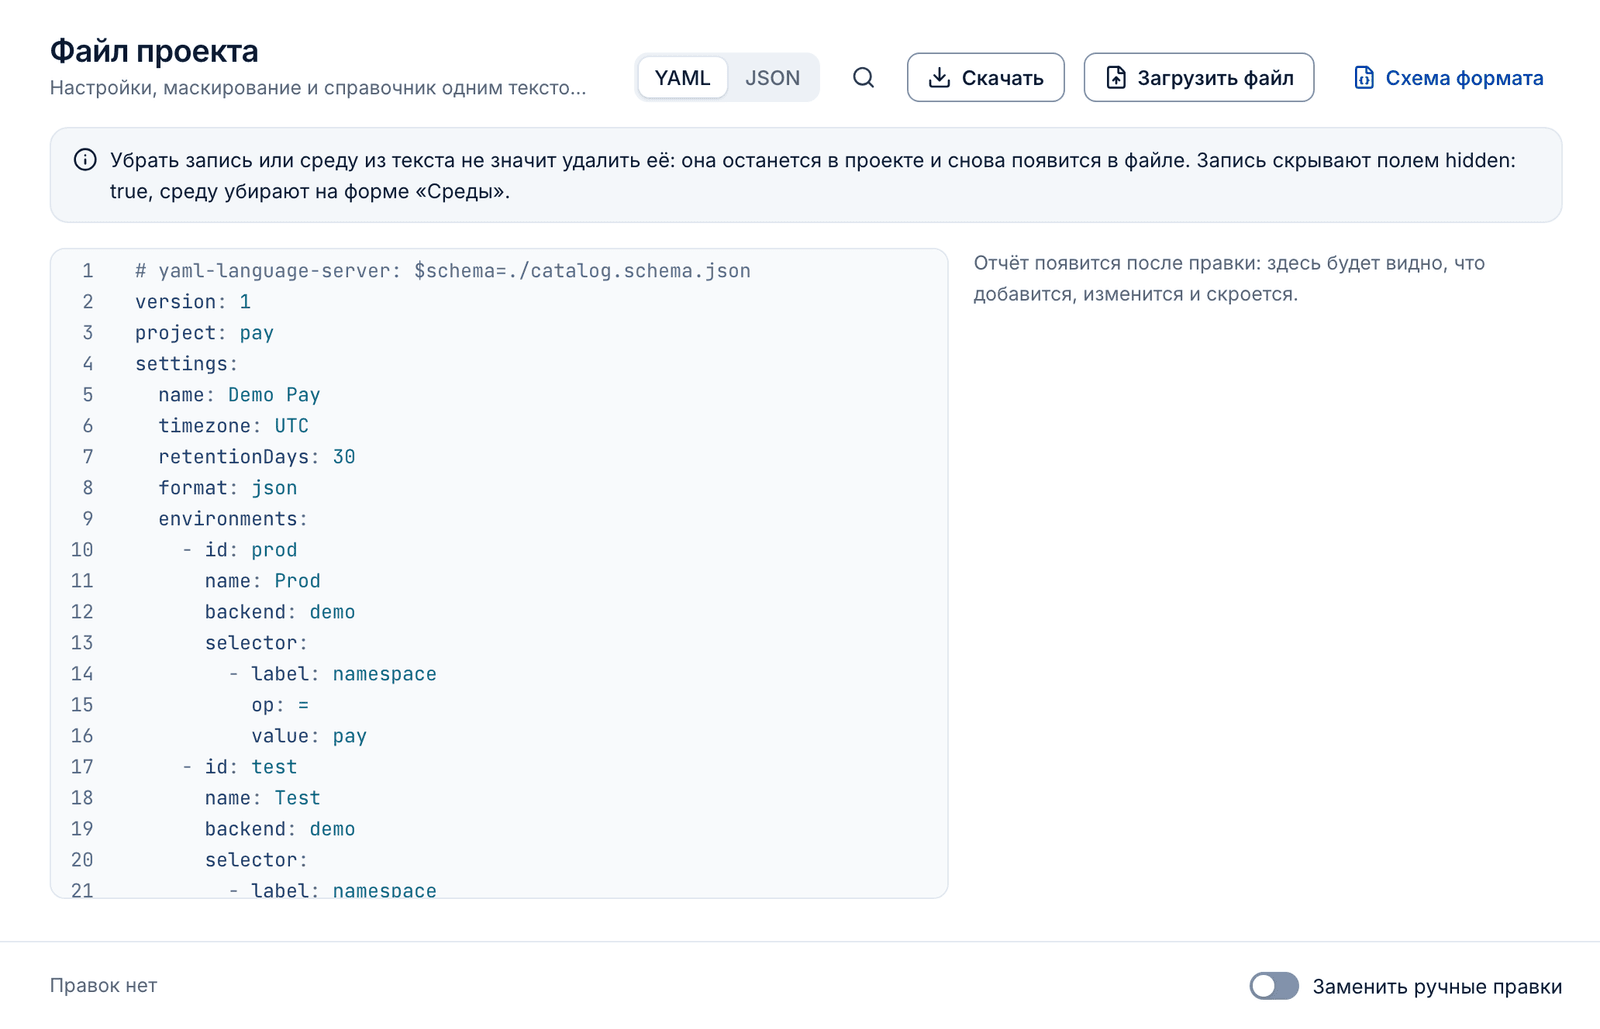 Файл проекта
Настройки, маскирование и справочник одним тексто...
YAML
JSON
Скачать
Загрузить файл
Схема формата
Убрать запись или среду из текста не значит удалить её: она останется в проекте и снова появится в файле. Запись скрывают полем hidden:
true, среду убирают на форме «Среды».
1 # yaml-language-server: $schema=./catalog.schema.json
2 version: 1
3 project: pay
4 settings:
5   name: Demo Pay
6   timezone: UTC
7   retentionDays: 30
8   format: json
9   environments:
10     - id: prod
11       name: Prod
12       backend: demo
13       selector:
14         - label: namespace
15           op: =
16           value: pay
17     - id: test
18       name: Test
19       backend: demo
20       selector:
21         - label: namespace
Отчёт появится после правки: здесь будет видно, что
добавится, изменится и скроется.
Правок нет
Заменить ручные правки